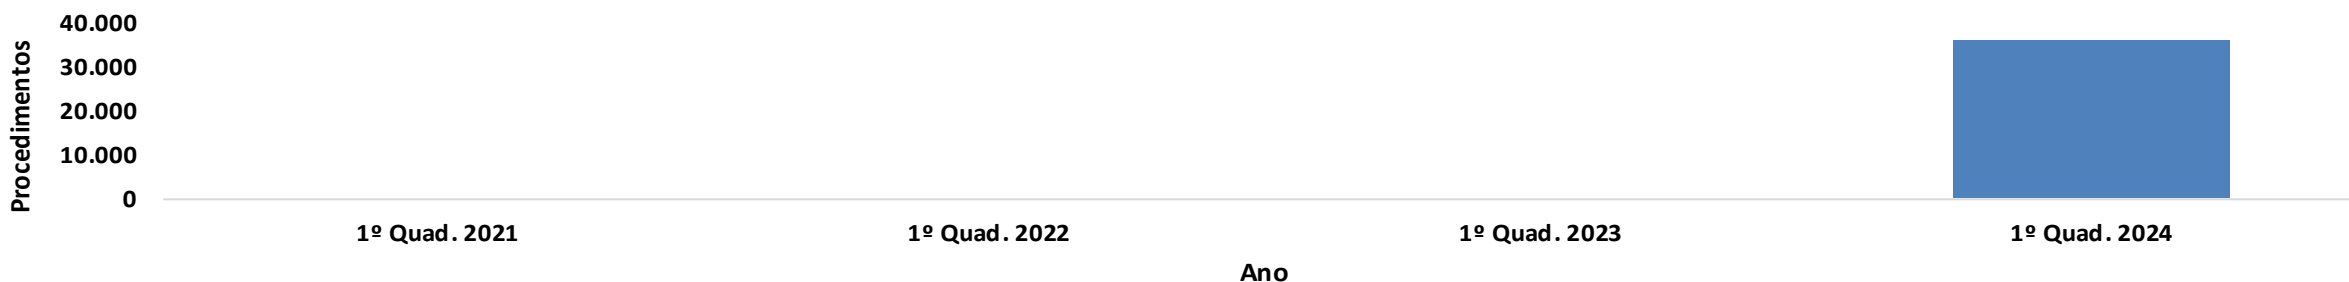 Procedimentos
40.000
30.000
20.000
10.000
0
1º Quad. 2021
1º Quad. 2022
1º Quad. 2023
1º Quad. 2024
Ano